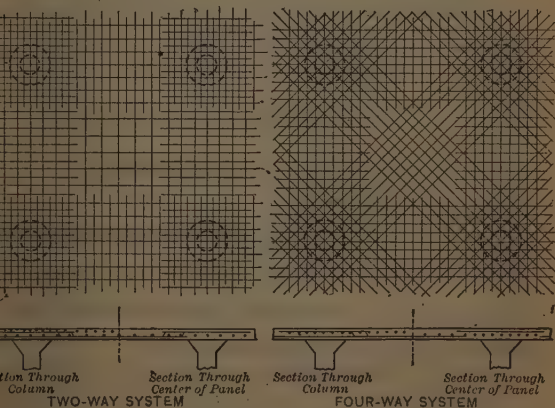 tion Through
Column
Section Through
Center of Panel
TWO-WAY SYSTEM
Section Through
Column
Section Through
Center of Panel
FOUR-WAY SYSTEM